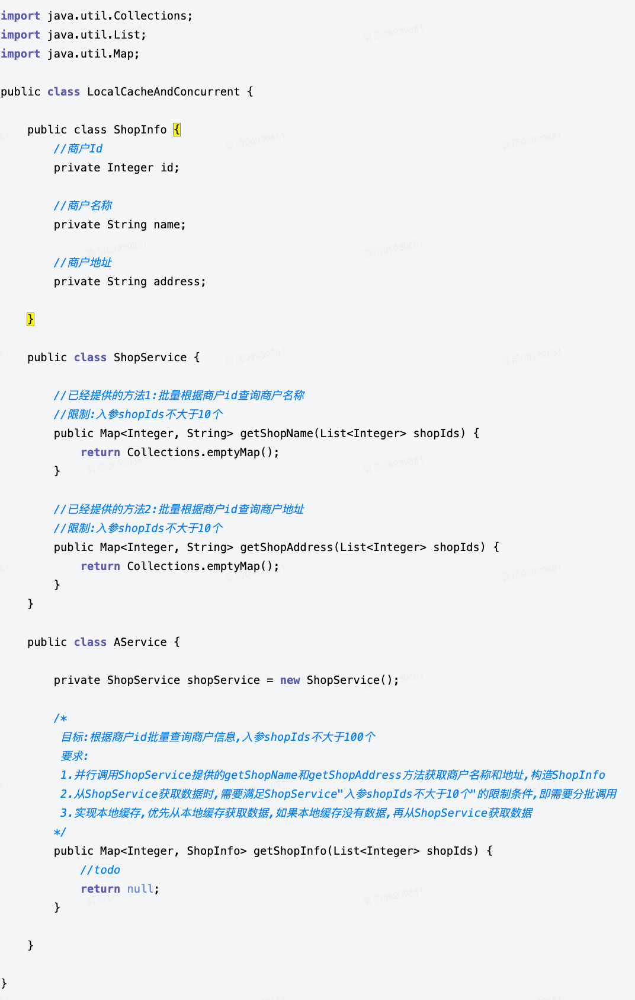 import java.util.Collections;
import java.util.List;
import java.util.Map;
public class LocalCacheAndConcurrent {
public class ShopInfo {
//商户Id
private Integer id;
//商户名称
private String name;
//商户地址
private String address;
}
public class ShopService {
//已经提供的方法1:批量根据商户id查询商户名称
//限制:入参shopIds不大于10个
public Map<Integer, String> getShopName(List<Integer> shopIds) {
return Collections.emptyMap();
}
//已经提供的方法2:批量根据商户id查询商户地址
//限制:入参shopIds不大于10个
public Map<Integer, String> getShopAddress(List<Integer> shopIds) {
return Collections.emptyMap();
}
}
public class AService {
private ShopService shopService = new ShopService();
/*
目标:根据商户id批量查询商户信息,入参shopIds不大于100个
要求:
1.并行调用ShopService提供的getShopName和getShopAddress方法获取商户名称和地址,构造ShopInfo
2.从ShopService获取数据时,需要满足ShopService"入参shopIds不大于10个"的限制条件,即需要分批调用
3.实现本地缓存,优先从本地缓存获取数据,如果本地缓存没有数据,再从ShopService获取数据
*/
public Map<Integer, ShopInfo> getShopInfo(List<Integer> shopIds) {
//todo
return null;
}
}
}